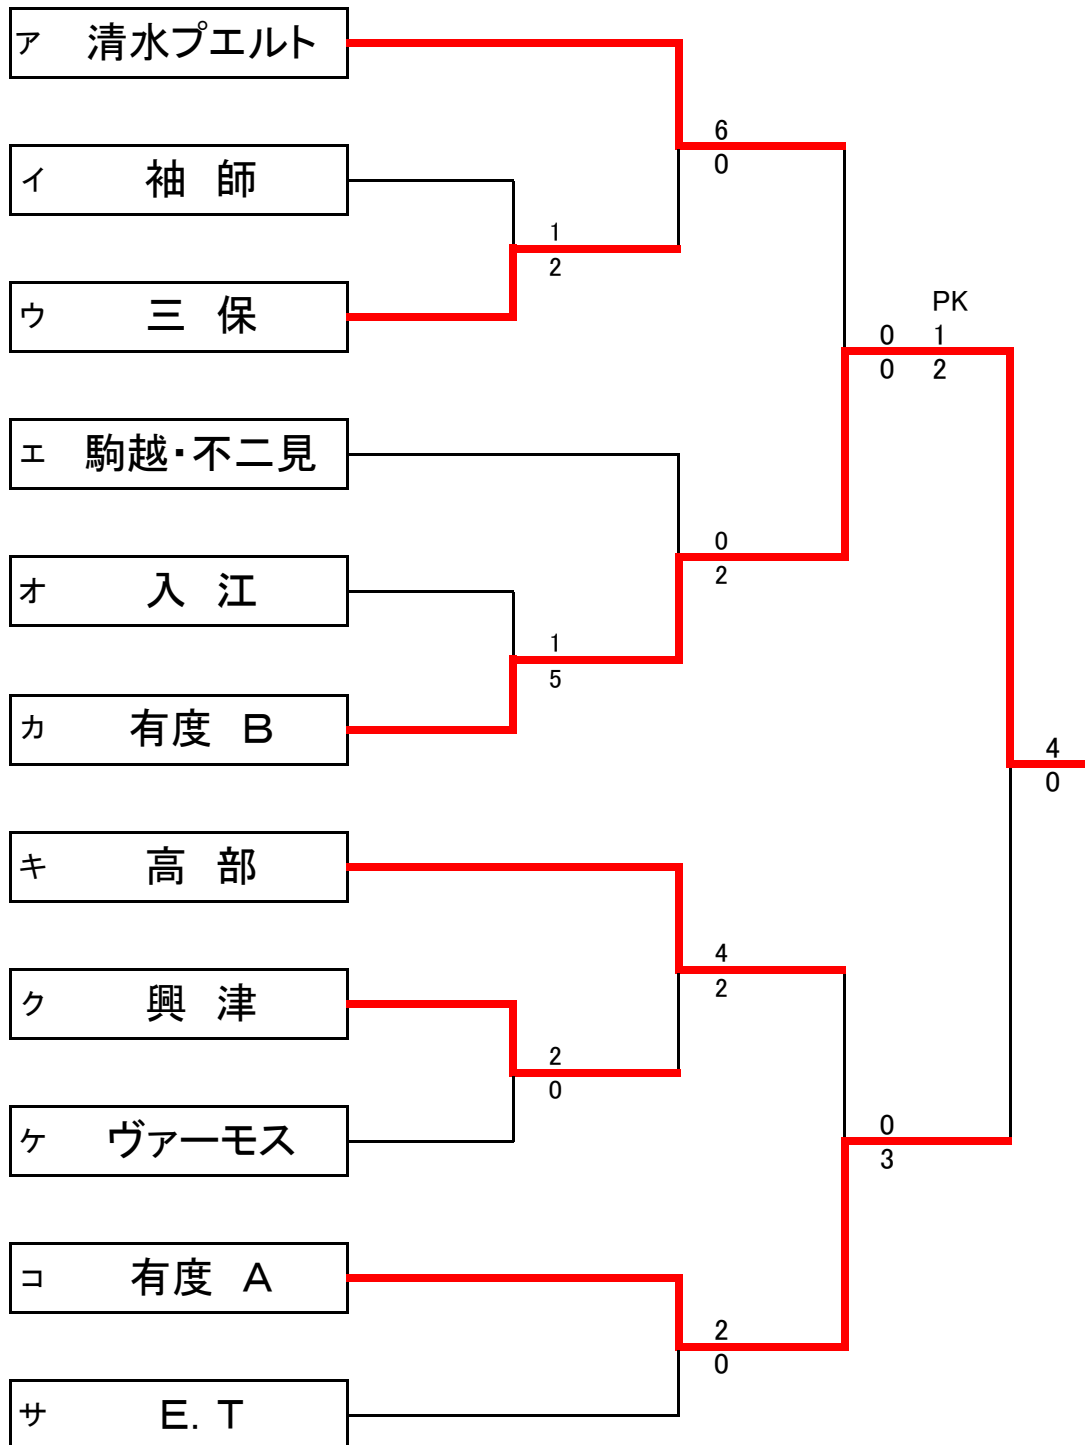 ア 清水プエルト
6
0
イ 袖 師
1
2
ウ 三 保
PK
0 1
0 2
エ 駒越・不二見
0
2
オ 入 江
1
5
カ 有度 B
4
0
キ 高 部
4
2
ク 興 津
2
0
ケ ヴァーモス
0
3
コ 有度 A
2
0
サ E. T